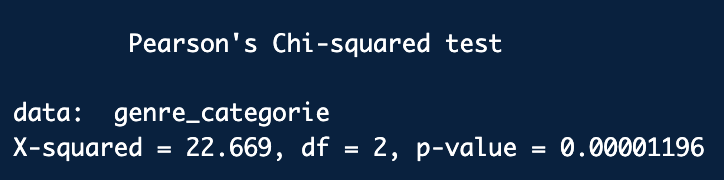 Pearson's Chi-squared test
data:  genre_categorie
X-squared = 22.669, df = 2, p-value = 0.00001196